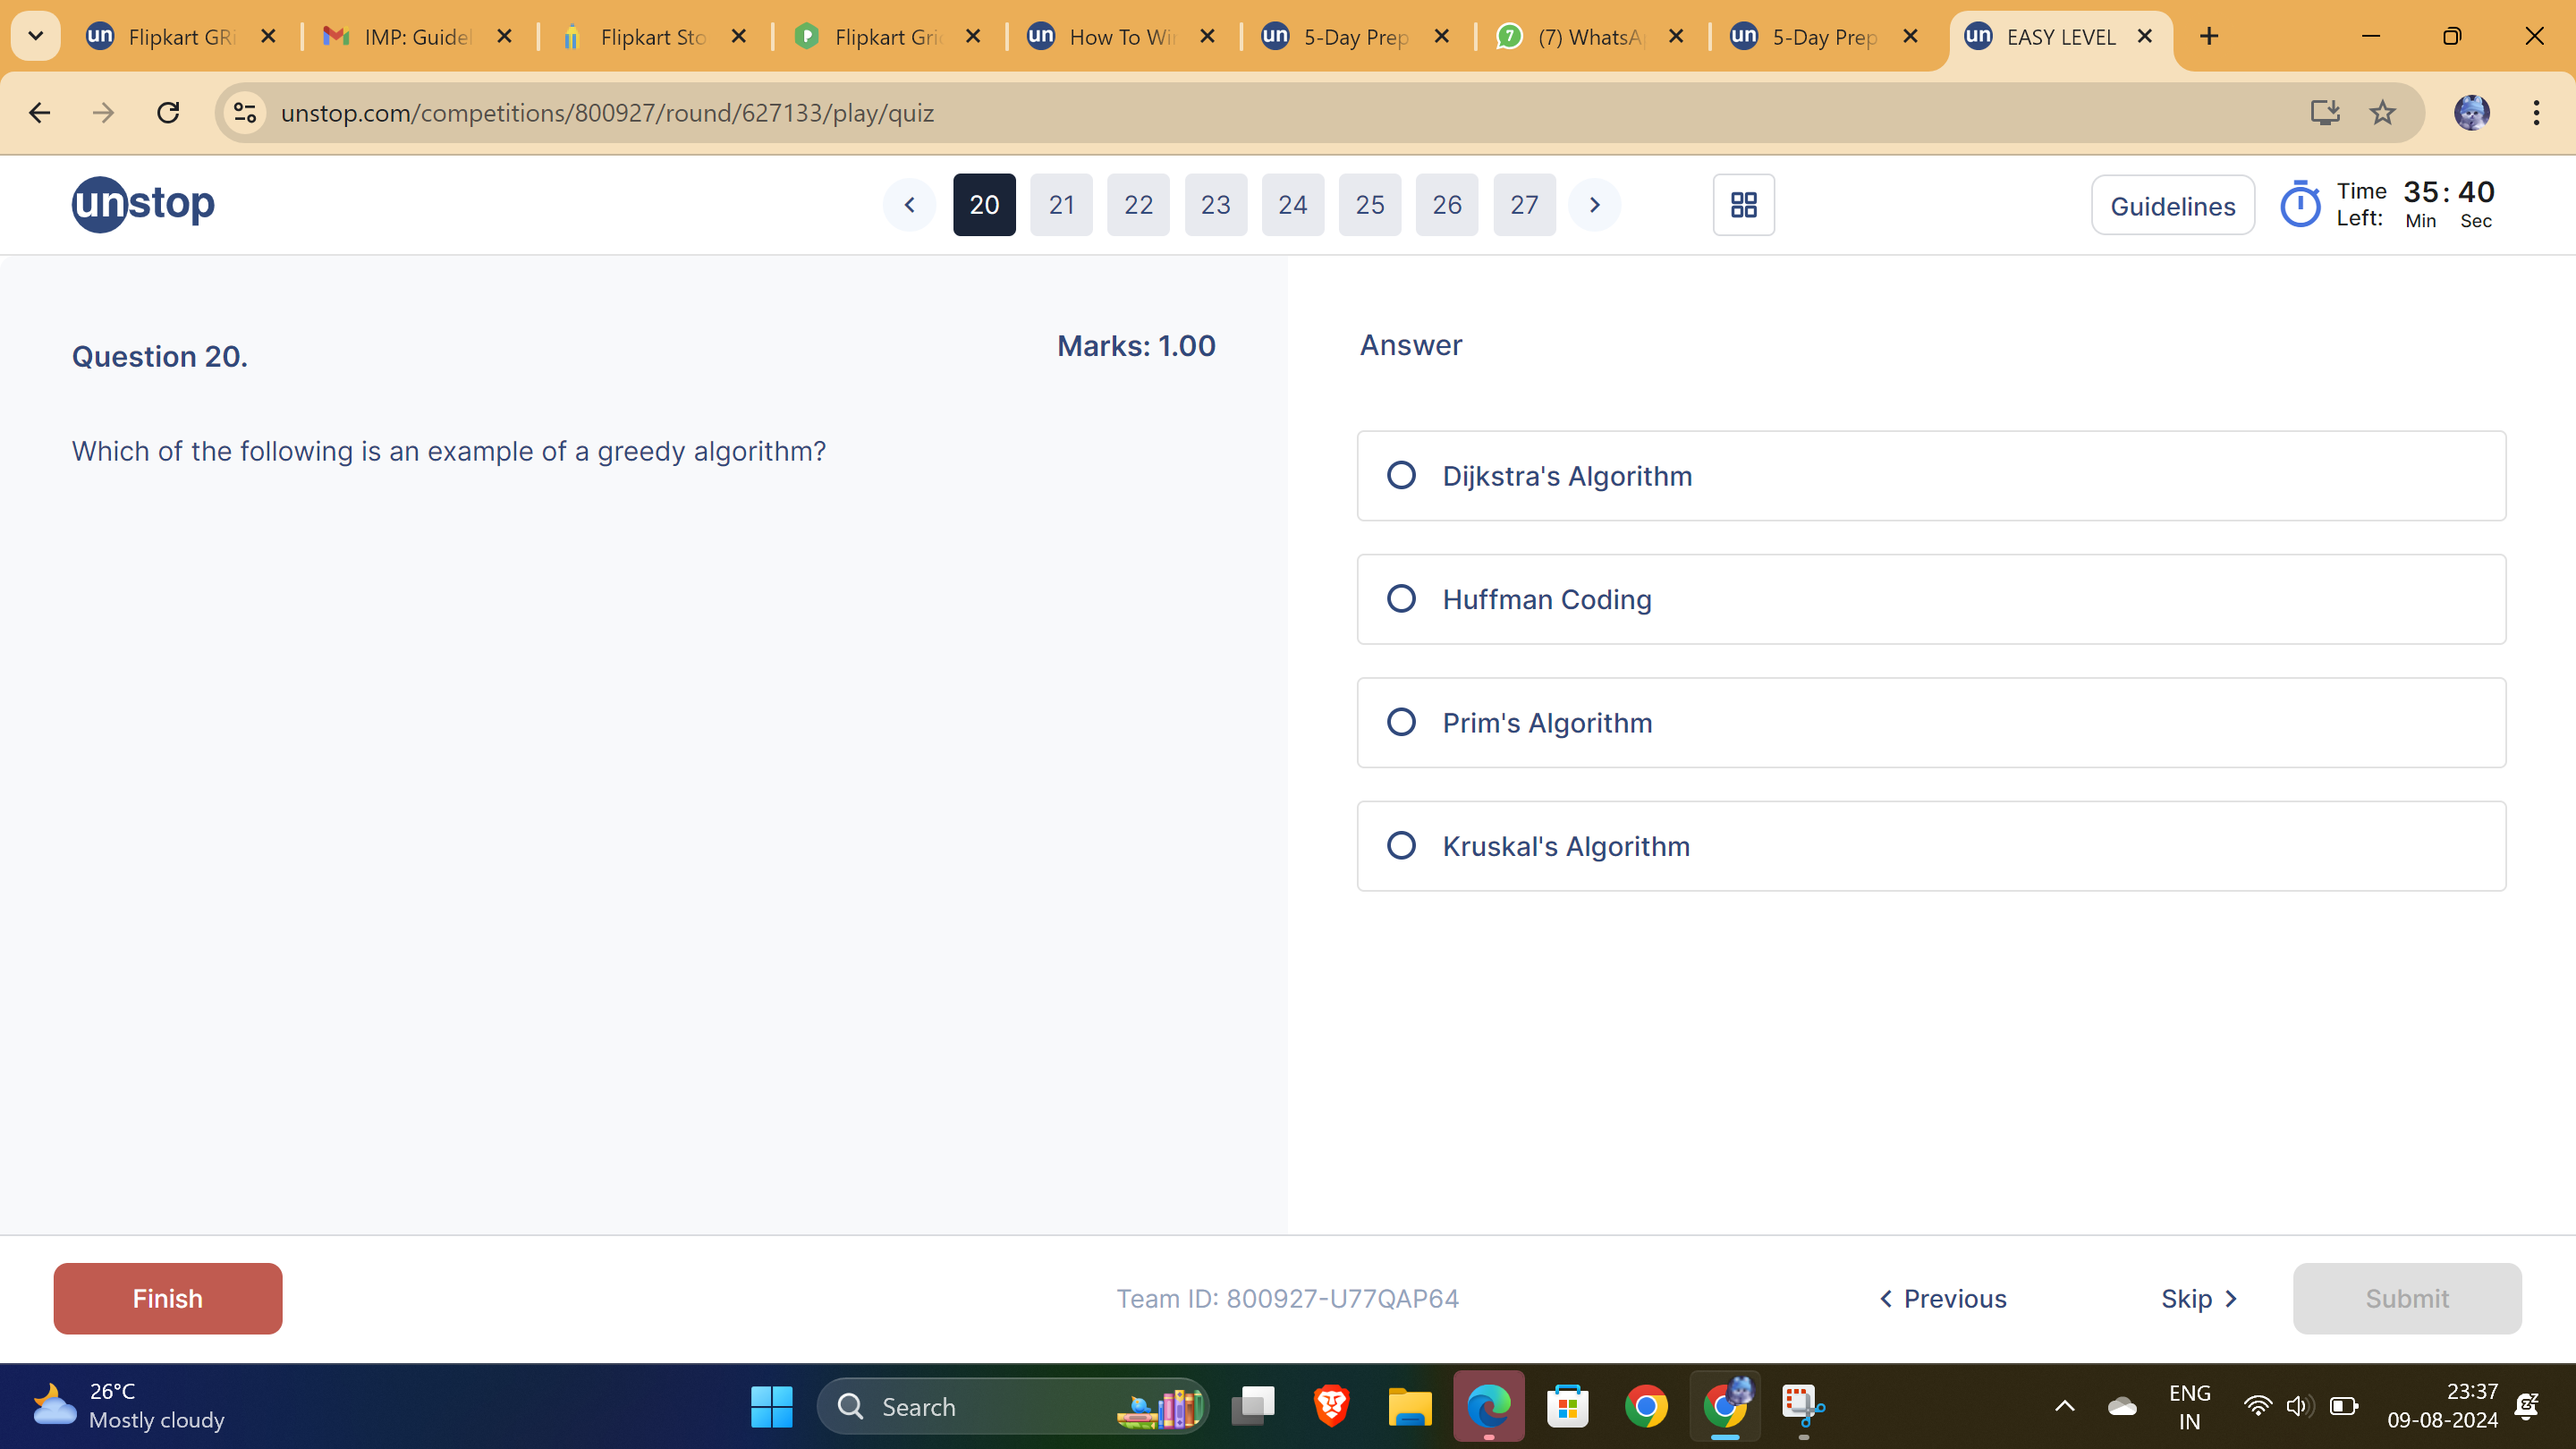 Flipkart GRi
IMP: Guidel
Flipkart Sto
Flipkart Gric
How To Wi
5-Day Prep
(7) WhatsA
5-Day Prep
EASY LEVEL
unstop.com/competitions/800927/round/627133/play/quiz
unstop
20 21 22 23 24 25 26 27
Guidelines
Time Left: 35 : 40
Min Sec
Question 20.
Marks: 1.00
Which of the following is an example of a greedy algorithm?
Answer
Dijkstra's Algorithm
Huffman Coding
Prim's Algorithm
Kruskal's Algorithm
Finish
Team ID: 800927-U77QAP64
Previous
Skip
Submit
26°C
Mostly cloudy
Search
ENG
IN
23:37
09-08-2024